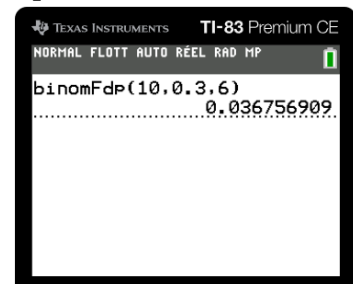 TEXAS INSTRUMENTS TI-83 Premium CE
NORMAL FLOTT AUTO RÉEL RAD MP
binomFdp(10,0.3,6)
0.036756909